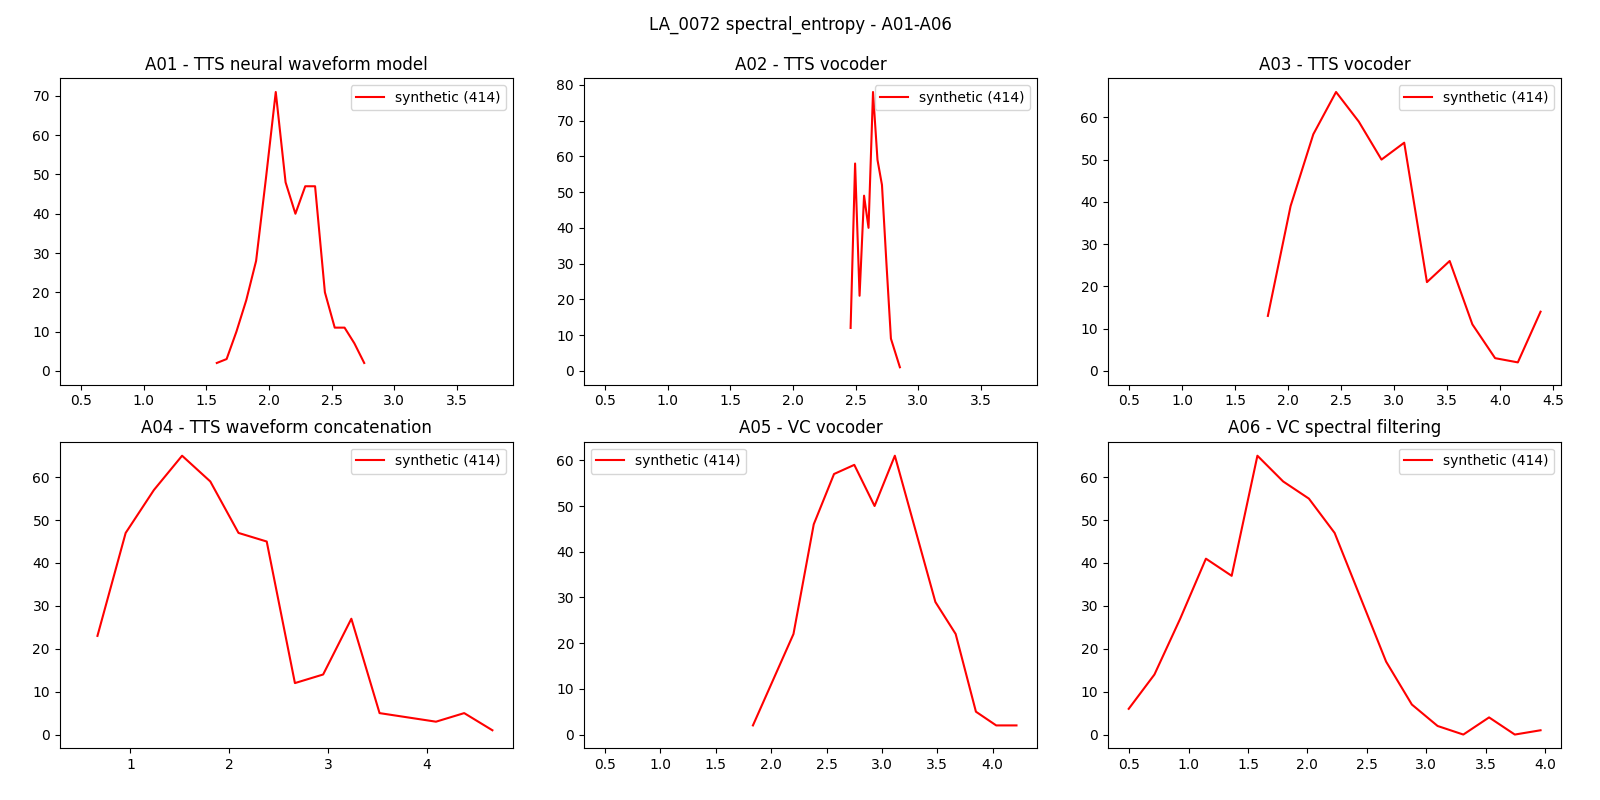 LA_0072 spectral_entropy - A01-A06
A01 - TTS neural waveform model
synthetic (414)
70
60
50
40
30
20
10
0
0.5 1.0 1.5 2.0 2.5 3.0 3.5
A02 - TTS vocoder
synthetic (414)
80
70
60
50
40
30
20
10
0
0.5 1.0 1.5 2.0 2.5 3.0 3.5
A03 - TTS vocoder
synthetic (414)
60
50
40
30
20
10
0
0.5 1.0 1.5 2.0 2.5 3.0 3.5 4.0 4.5
A04 - TTS waveform concatenation
synthetic (414)
60
50
40
30
20
10
0
1 2 3 4
A05 - VC vocoder
synthetic (414)
60
50
40
30
20
10
0
0.5 1.0 1.5 2.0 2.5 3.0 3.5 4.0
A06 - VC spectral filtering
synthetic (414)
60
50
40
30
20
10
0
0.5 1.0 1.5 2.0 2.5 3.0 3.5 4.0